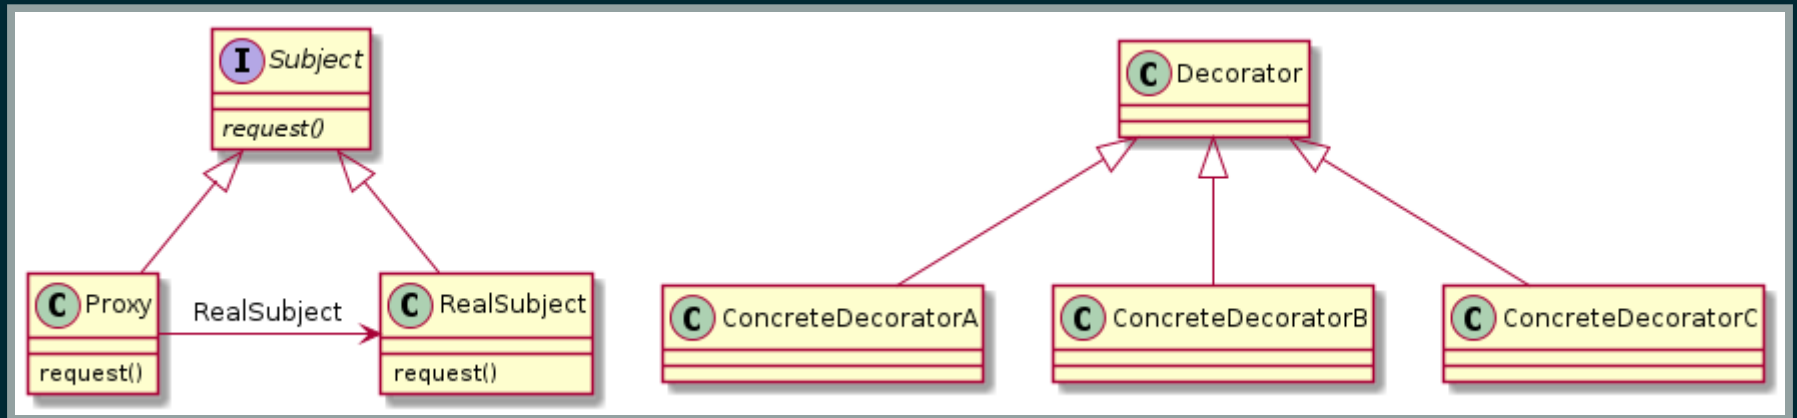 I Subject
request()
C Proxy
request()
RealSubject
C RealSubject
request()
C Decorator
C ConcreteDecoratorA
C ConcreteDecoratorB
C ConcreteDecoratorC